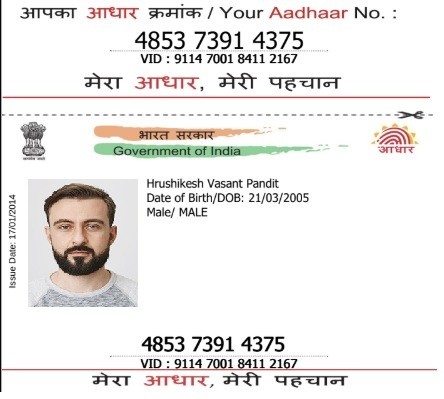 आपका आधार क्रमांक / Your Aadhaar No. :
4853 7391 4375
VID : 9114 7001 8411 2167
मेरा आधार, मेरी पहचान
भारत सरकार
Government of India
आधार
Issue Date: 17/01/2014
Hrushikesh Vasant Pandit
Date of Birth/DOB: 21/03/2005
Male/ MALE
4853 7391 4375
VID : 9114 7001 8411 2167
मेरा आधार, मेरी पहचान